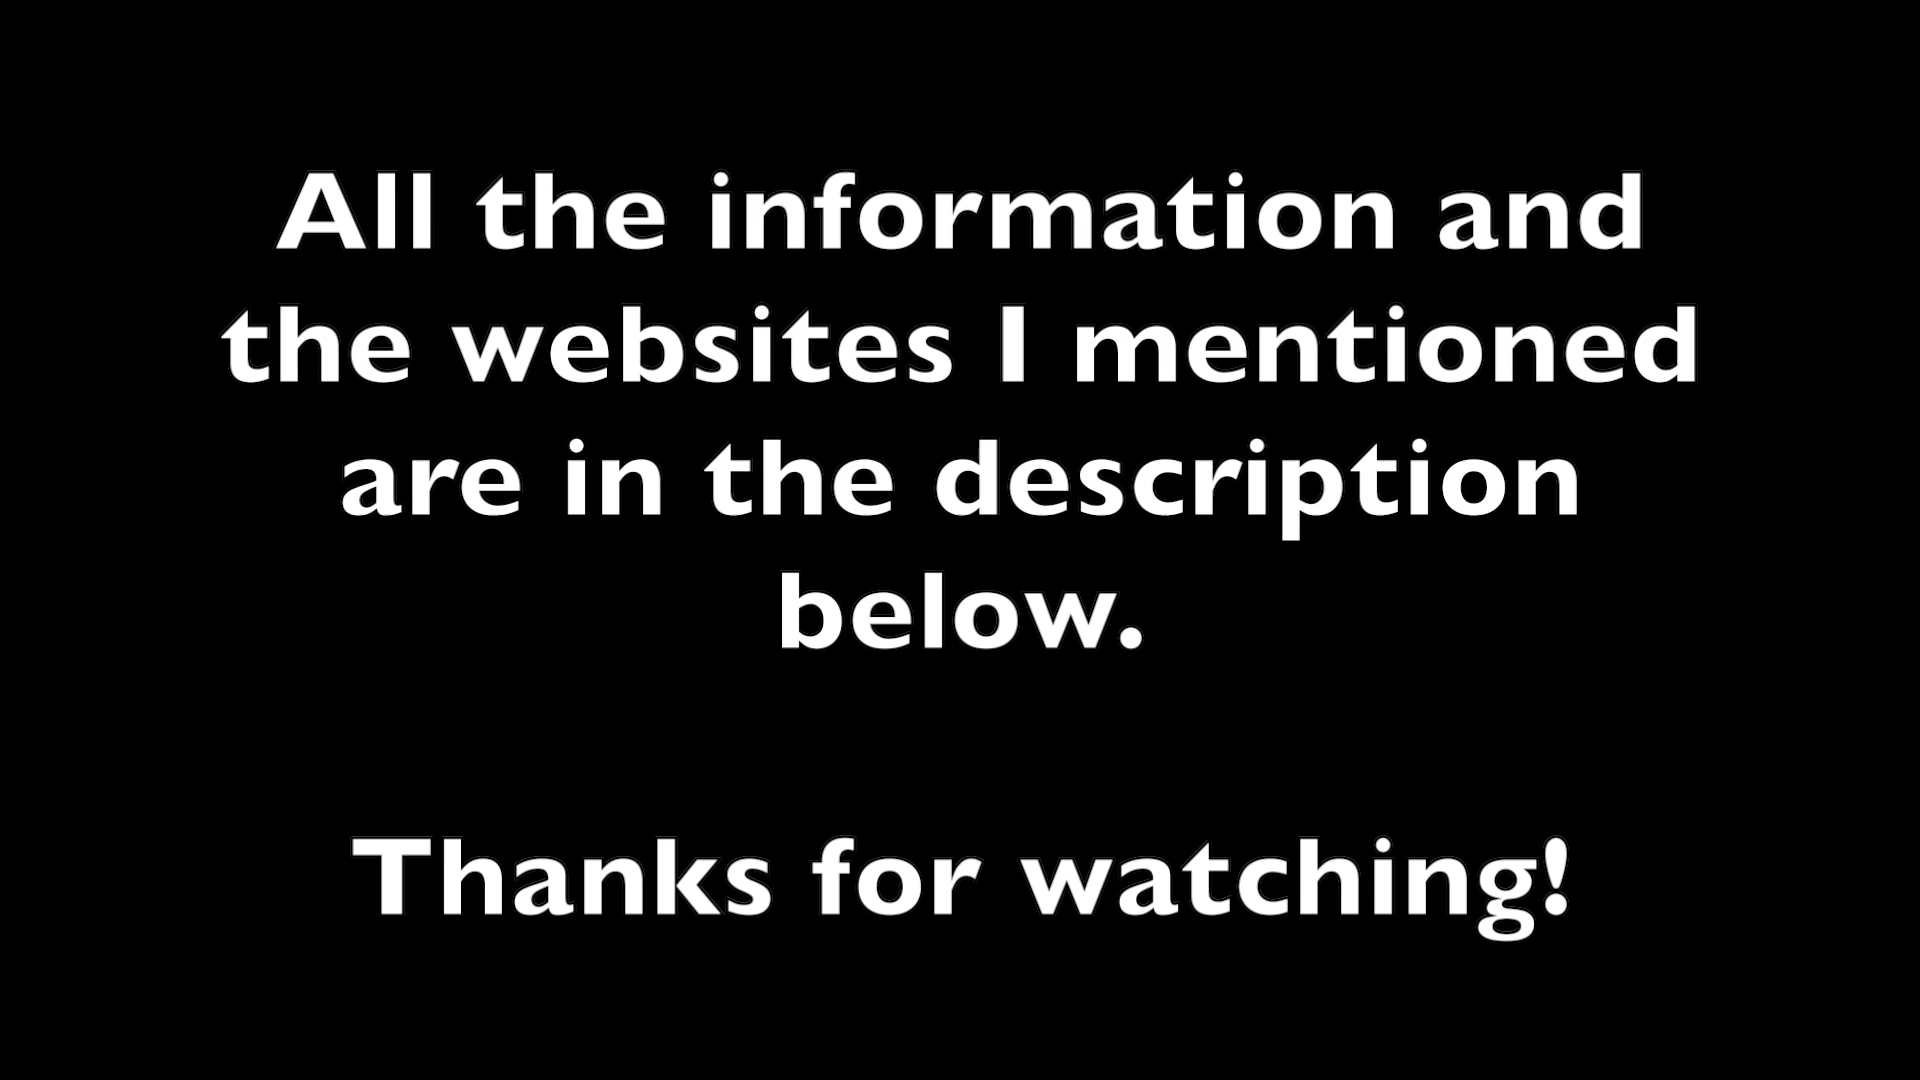 All the information and
the websites I mentioned
are in the description
below.
Thanks for watching!